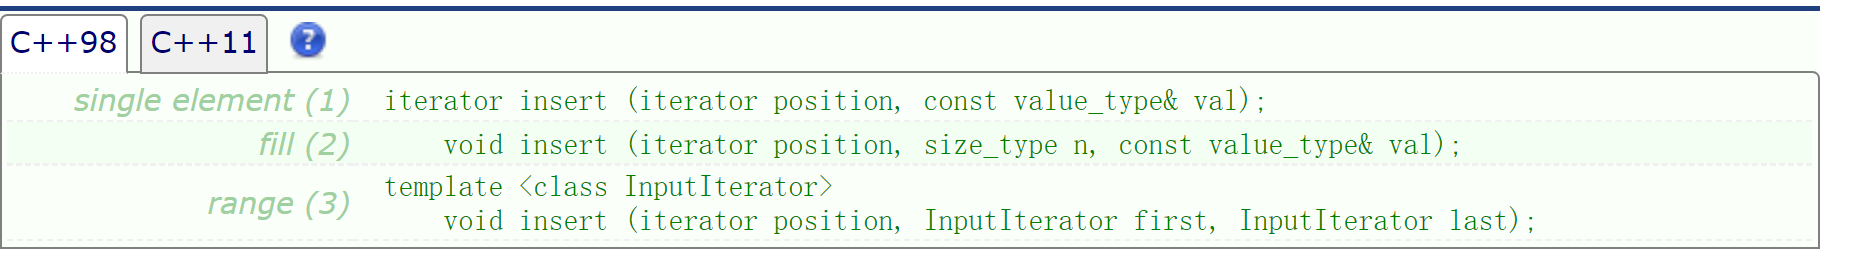 C++98 C++11 ?
single element (1) iterator insert (iterator position, const value_type& val);
fill (2) void insert (iterator position, size_type n, const value_type& val);
template <class InputIterator>
range (3)
void insert (iterator position, InputIterator first, InputIterator last);